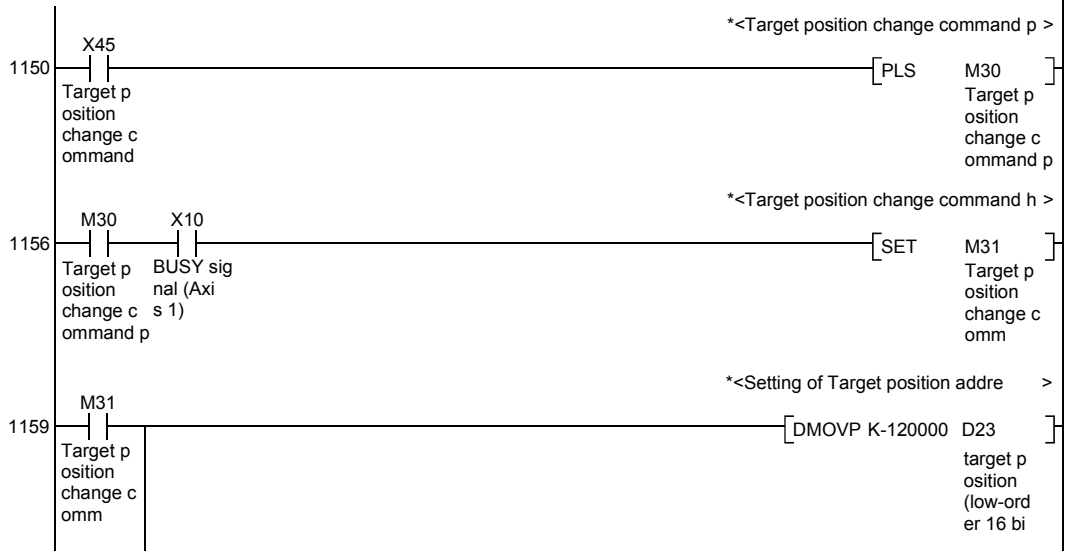 *<Target position change command p >
X45
1150
PLS M30
Target p
osition
change c
ommand
Target p
osition
change c
ommand p
*<Target position change command h >
M30 X10
1156
SET M31
Target p
osition
change c
ommand p
BUSY sig
nal (Axi
s 1)
Target p
osition
change c
omm
*<Setting of Target position addre >
M31
1159
DMOVP K-120000 D23
Target p
osition
change c
omm
target p
osition
(low-ord
er 16 bi